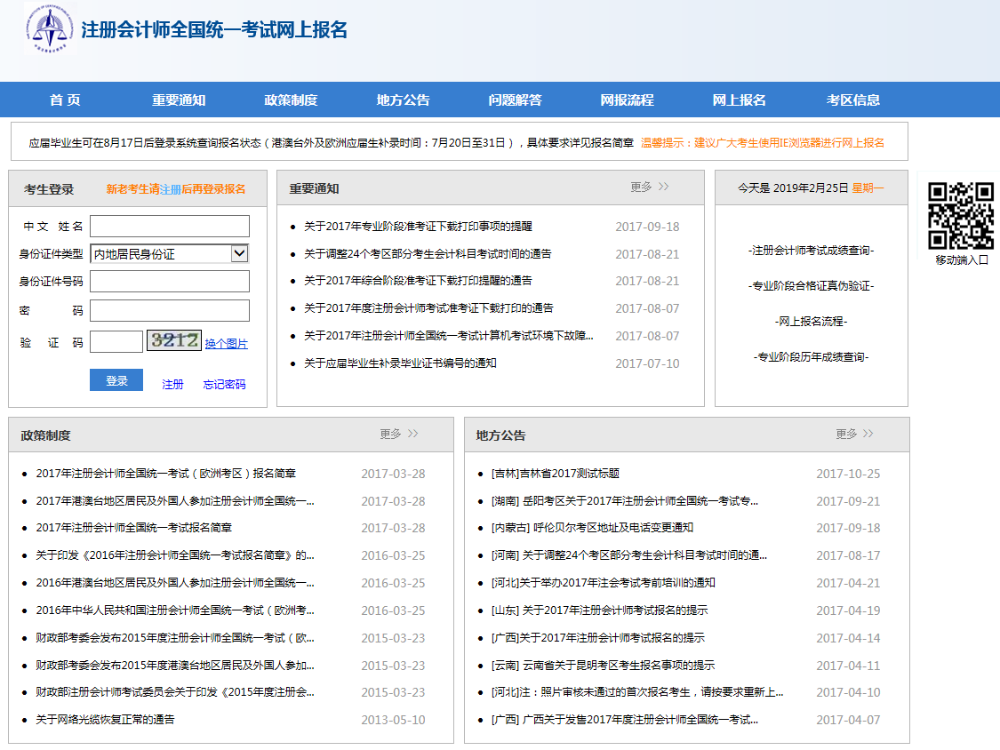 注册会计师全国统一考试网上报名
首 页 重要通知 政策制度 地方公告 问题解答 网报流程 网上报名 考区信息
应届毕业生可在8月17日后登录系统查询报名状态（港澳台外及欧洲应届生补录时间：7月20日至31日），具体要求详见报名简章 温馨提示：建议广大考生使用IE浏览器进行网上报名
考生登录 新老考生请注册后再登录报名
中 文 姓 名
身份证件类型 内地居民身份证
身份证件号码
密 码
验 证 码 3212 换个图片
登录 注册 忘记密码
重要通知 更多 >>
关于2017年专业阶段准考证下载打印事项的提醒 2017-09-18
关于调整24个考区部分考生会计科目考试时间的通告 2017-08-21
关于2017年综合阶段准考证下载打印提醒的通告 2017-08-21
关于2017年度注册会计师考试准考证下载打印的通告 2017-08-07
关于2017年注册会计师全国统一考试计算机考试环境下故障... 2017-08-07
关于应届毕业生补录毕业证书编号的通知 2017-07-10
今天是 2019年2月25日 星期一
-注册会计师考试成绩查询-
-专业阶段合格证真伪验证-
-网上报名流程-
-专业阶段历年成绩查询-
移动端入口
政策制度 更多 >>
2017年注册会计师全国统一考试（欧洲考区）报名简章 2017-03-28
2017年港澳台地区居民及外国人参加注册会计师全国统一... 2017-03-28
2017年注册会计师全国统一考试报名简章 2017-03-28
关于印发《2016年注册会计师全国统一考试报名简章》的... 2016-03-25
2016年港澳台地区居民及外国人参加注册会计师全国统一... 2016-03-25
2016年中华人民共和国注册会计师全国统一考试（欧洲考... 2016-03-25
财政部考委会发布2015年度注册会计师全国统一考试（欧... 2015-03-23
财政部考委会发布2015年度港澳台地区居民及外国人参加... 2015-03-23
财政部注册会计师考试委员会关于印发《2015年度注册会... 2015-03-23
关于网络光缆恢复正常的通告 2013-05-10
地方公告 更多 >>
[吉林]吉林省2017测试标题 2017-10-25
[湖南] 岳阳考区关于2017年注册会计师全国统一考试专... 2017-09-21
[内蒙古] 呼伦贝尔考区地址及电话变更通知 2017-09-18
[河南] 关于调整24个考区部分考生会计科目考试时间的通... 2017-08-17
[河北]关于举办2017年注会考试考前培训的通知 2017-04-21
[山东] 关于2017年注册会计师考试报名的提示 2017-04-19
[广西]关于2017年注册会计师考试报名的提示 2017-04-14
[云南] 云南省关于昆明考区考生报名事项的提示 2017-04-11
[河北]注：照片审核未通过的首次报名考生，请按要求重新上... 2017-04-10
[广西] 广西关于发售2017年度注册会计师全国统一考试... 2017-04-07